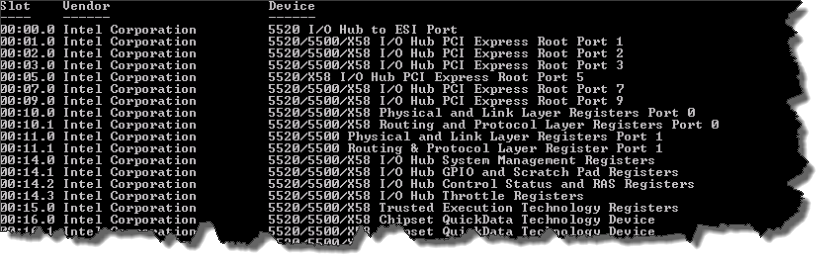 Slot Vendor Device
---- ------ ------
00:00.0 Intel Corporation 5520 I/O Hub to ESI Port
00:01.0 Intel Corporation 5520/5500/X58 I/O Hub PCI Express Root Port 1
00:02.0 Intel Corporation 5520/5500/X58 I/O Hub PCI Express Root Port 2
00:03.0 Intel Corporation 5520/5500/X58 I/O Hub PCI Express Root Port 3
00:05.0 Intel Corporation 5520/X58 I/O Hub PCI Express Root Port 5
00:07.0 Intel Corporation 5520/5500/X58 I/O Hub PCI Express Root Port 7
00:09.0 Intel Corporation 5520/5500/X58 I/O Hub PCI Express Root Port 9
00:10.0 Intel Corporation 5520/5500/X58 Physical and Link Layer Registers Port 0
00:10.1 Intel Corporation 5520/5500/X58 Routing and Protocol Layer Registers Port 0
00:11.0 Intel Corporation 5520/5500 Physical and Link Layer Registers Port 1
00:11.1 Intel Corporation 5520/5500 Routing & Protocol Layer Register Port 1
00:14.0 Intel Corporation 5520/5500/X58 I/O Hub System Management Registers
00:14.1 Intel Corporation 5520/5500/X58 I/O Hub GPIO and Scratch Pad Registers
00:14.2 Intel Corporation 5520/5500/X58 I/O Hub Control Status and RAS Registers
00:14.3 Intel Corporation 5520/5500/X58 I/O Hub Throttle Registers
00:15.0 Intel Corporation 5520/5500/X58 Trusted Execution Technology Registers
00:16.0 Intel Corporation 5520/5500/X58 Chipset QuickData Technology Device
Intel Corporation 5520/5500/X58 QuickData Technology Device